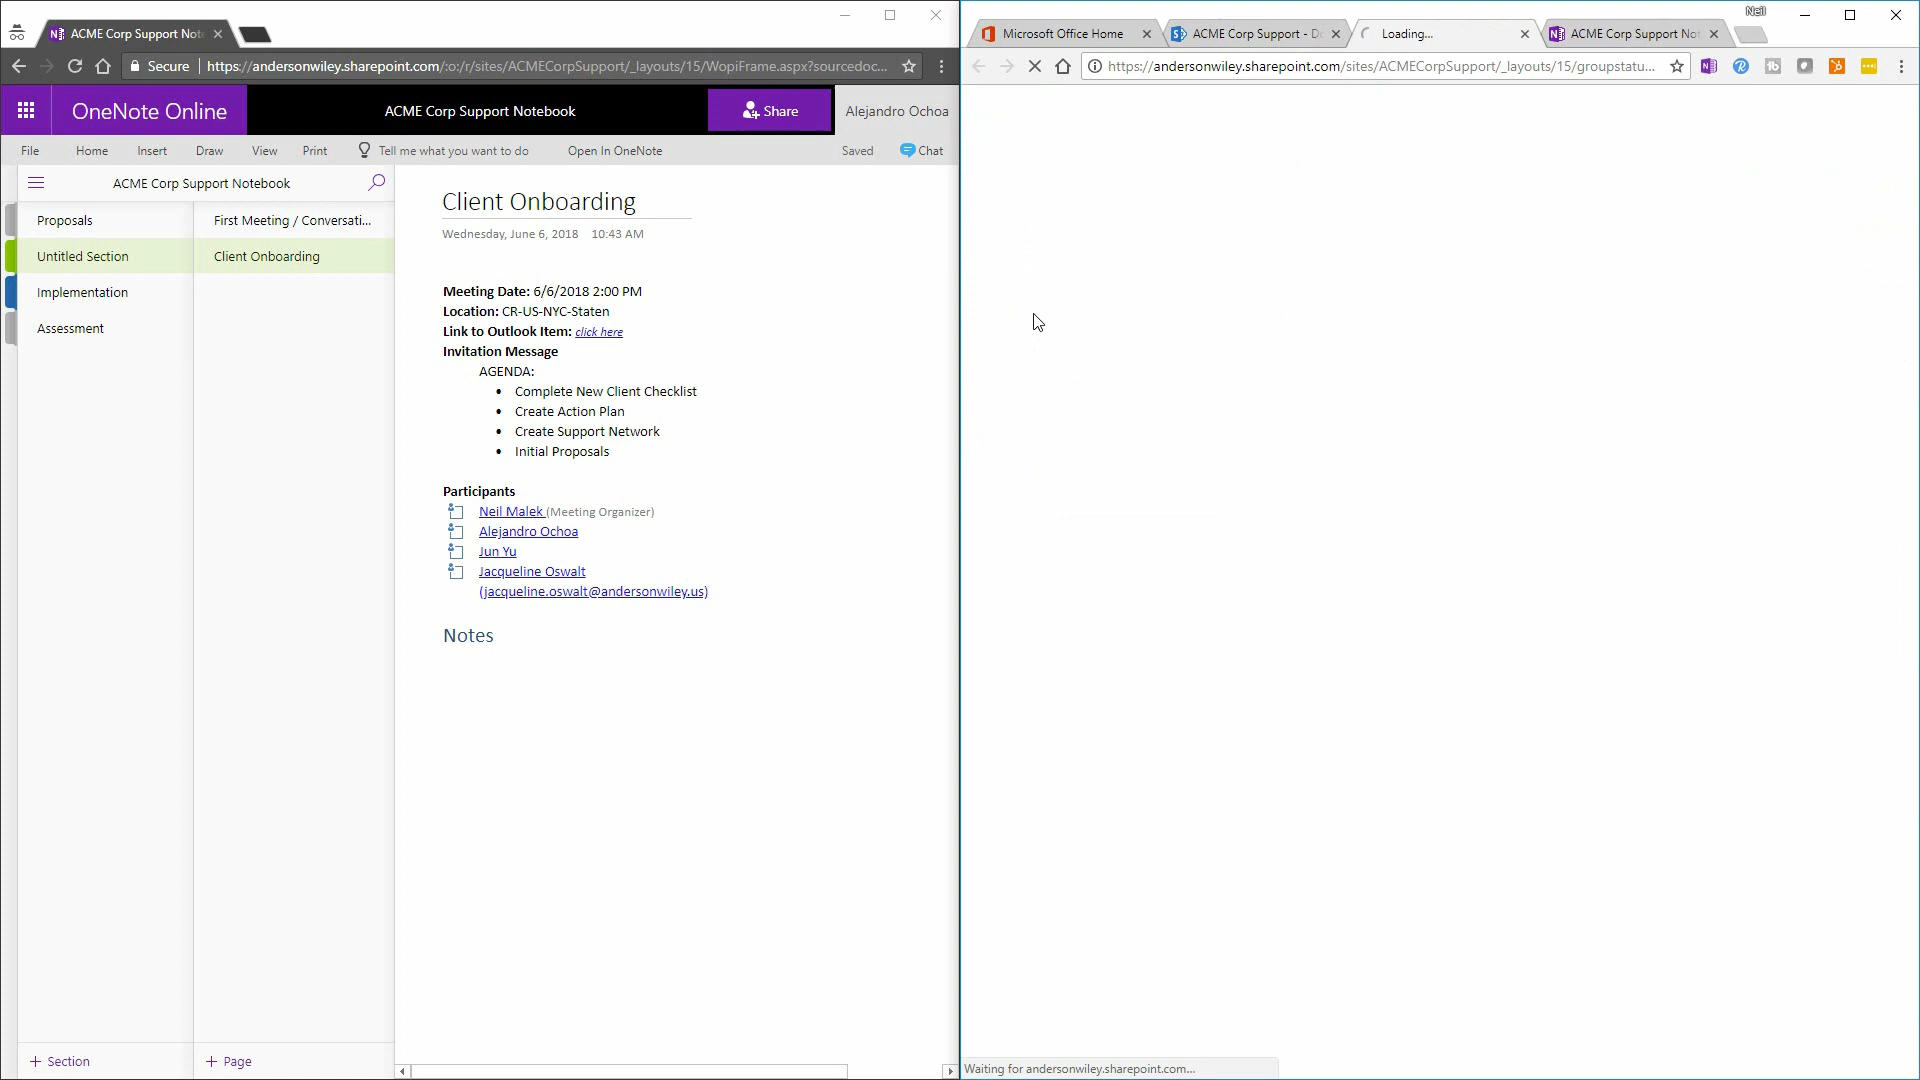 ACME Corp Support Not
Secure
https://andersonwiley.sharepoint.com/:o:/r/sites/ACMECorpSupport/_layouts/15/WopiFrame.aspx?sourcedoc...
OneNote Online
ACME Corp Support Notebook
Share
Alejandro Ochoa
File
Home
Insert
Draw
View
Print
Tell me what you want to do
Open In OneNote
Saved
Chat
ACME Corp Support Notebook
Proposals
Untitled Section
Implementation
Assessment
First Meeting / Conversati...
Client Onboarding
Client Onboarding
Wednesday, June 6, 2018 10:43 AM
Meeting Date: 6/6/2018 2:00 PM
Location: CR-US-NYC-Staten
Link to Outlook Item: click here
Invitation Message
AGENDA:
• Complete New Client Checklist
• Create Action Plan
• Create Support Network
• Initial Proposals
Participants
Neil Malek (Meeting Organizer)
Alejandro Ochoa
Jun Yu
Jacqueline Oswalt
(jacqueline.oswalt@andersonwiley.us)
Notes
+ Section
+ Page
Neil
Microsoft Office Home
ACME Corp Support - Do
Loading...
ACME Corp Support Not
https://andersonwiley.sharepoint.com/sites/ACMECorpSupport/_layouts/15/groupstatu...
Waiting for andersonwiley.sharepoint.com...